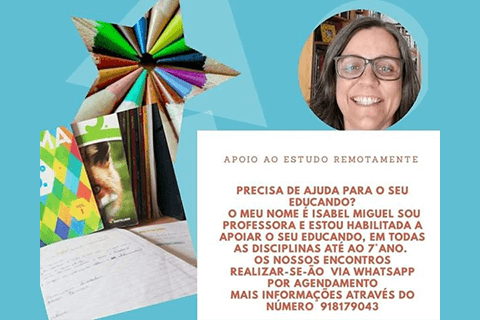 MA
APOIO AO ESTUDO REMOTAMENTE
PRECISA DE AJUDA PARA O SEU
EDUCANDO?
O MEU NOME É ISABEL MIGUEL SOU
PROFESSORA E ESTOU HABILITADA A
APOIAR O SEU EDUCANDO, EM TODAS
AS DISCIPLINAS ATÉ AO 7ºANO.
OS NOSSOS ENCONTROS
REALIZAR-SE-ÃO VIA WHATSAPP
POR AGENDAMENTO
MAIS INFORMAÇÕES ATRAVÉS DO
NÚMERO 918179043